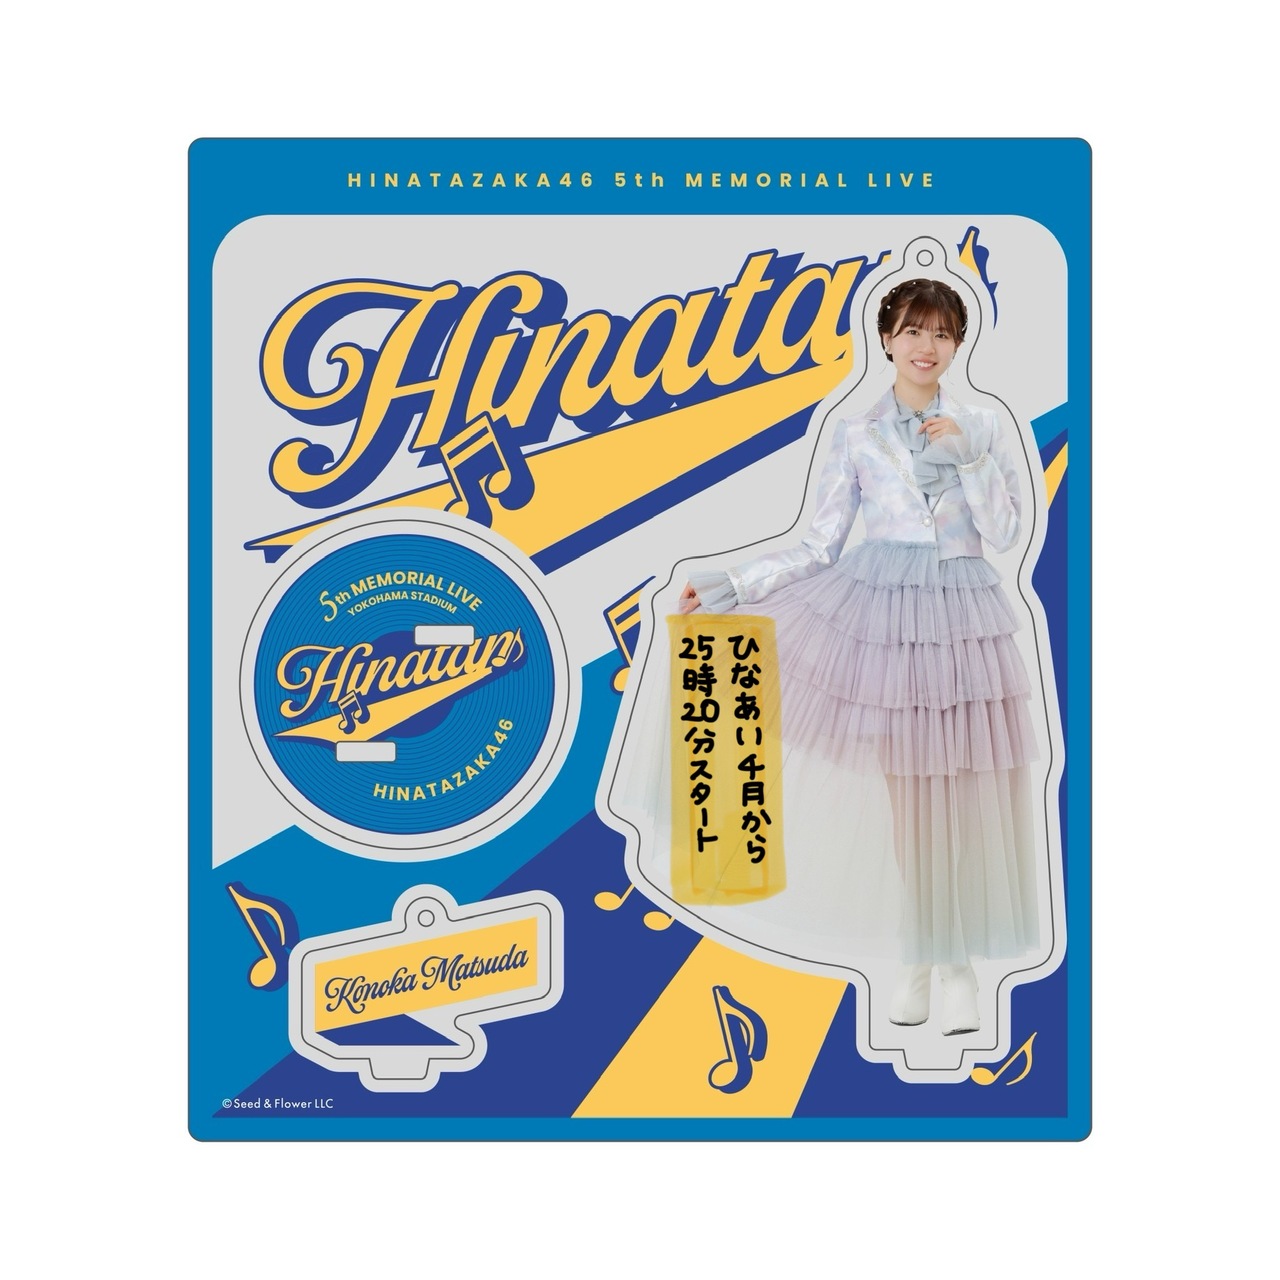 HINATAZAKA46 5th MEMORIAL LIVE
Hinata
5th MEMORIAL LIVE
YOKOHAMA STADIUM
Hinatans
HINATAZAKA46
ひなあい4月から
25時20分スタート
Konoka Matsuda
©Seed & Flower LLC